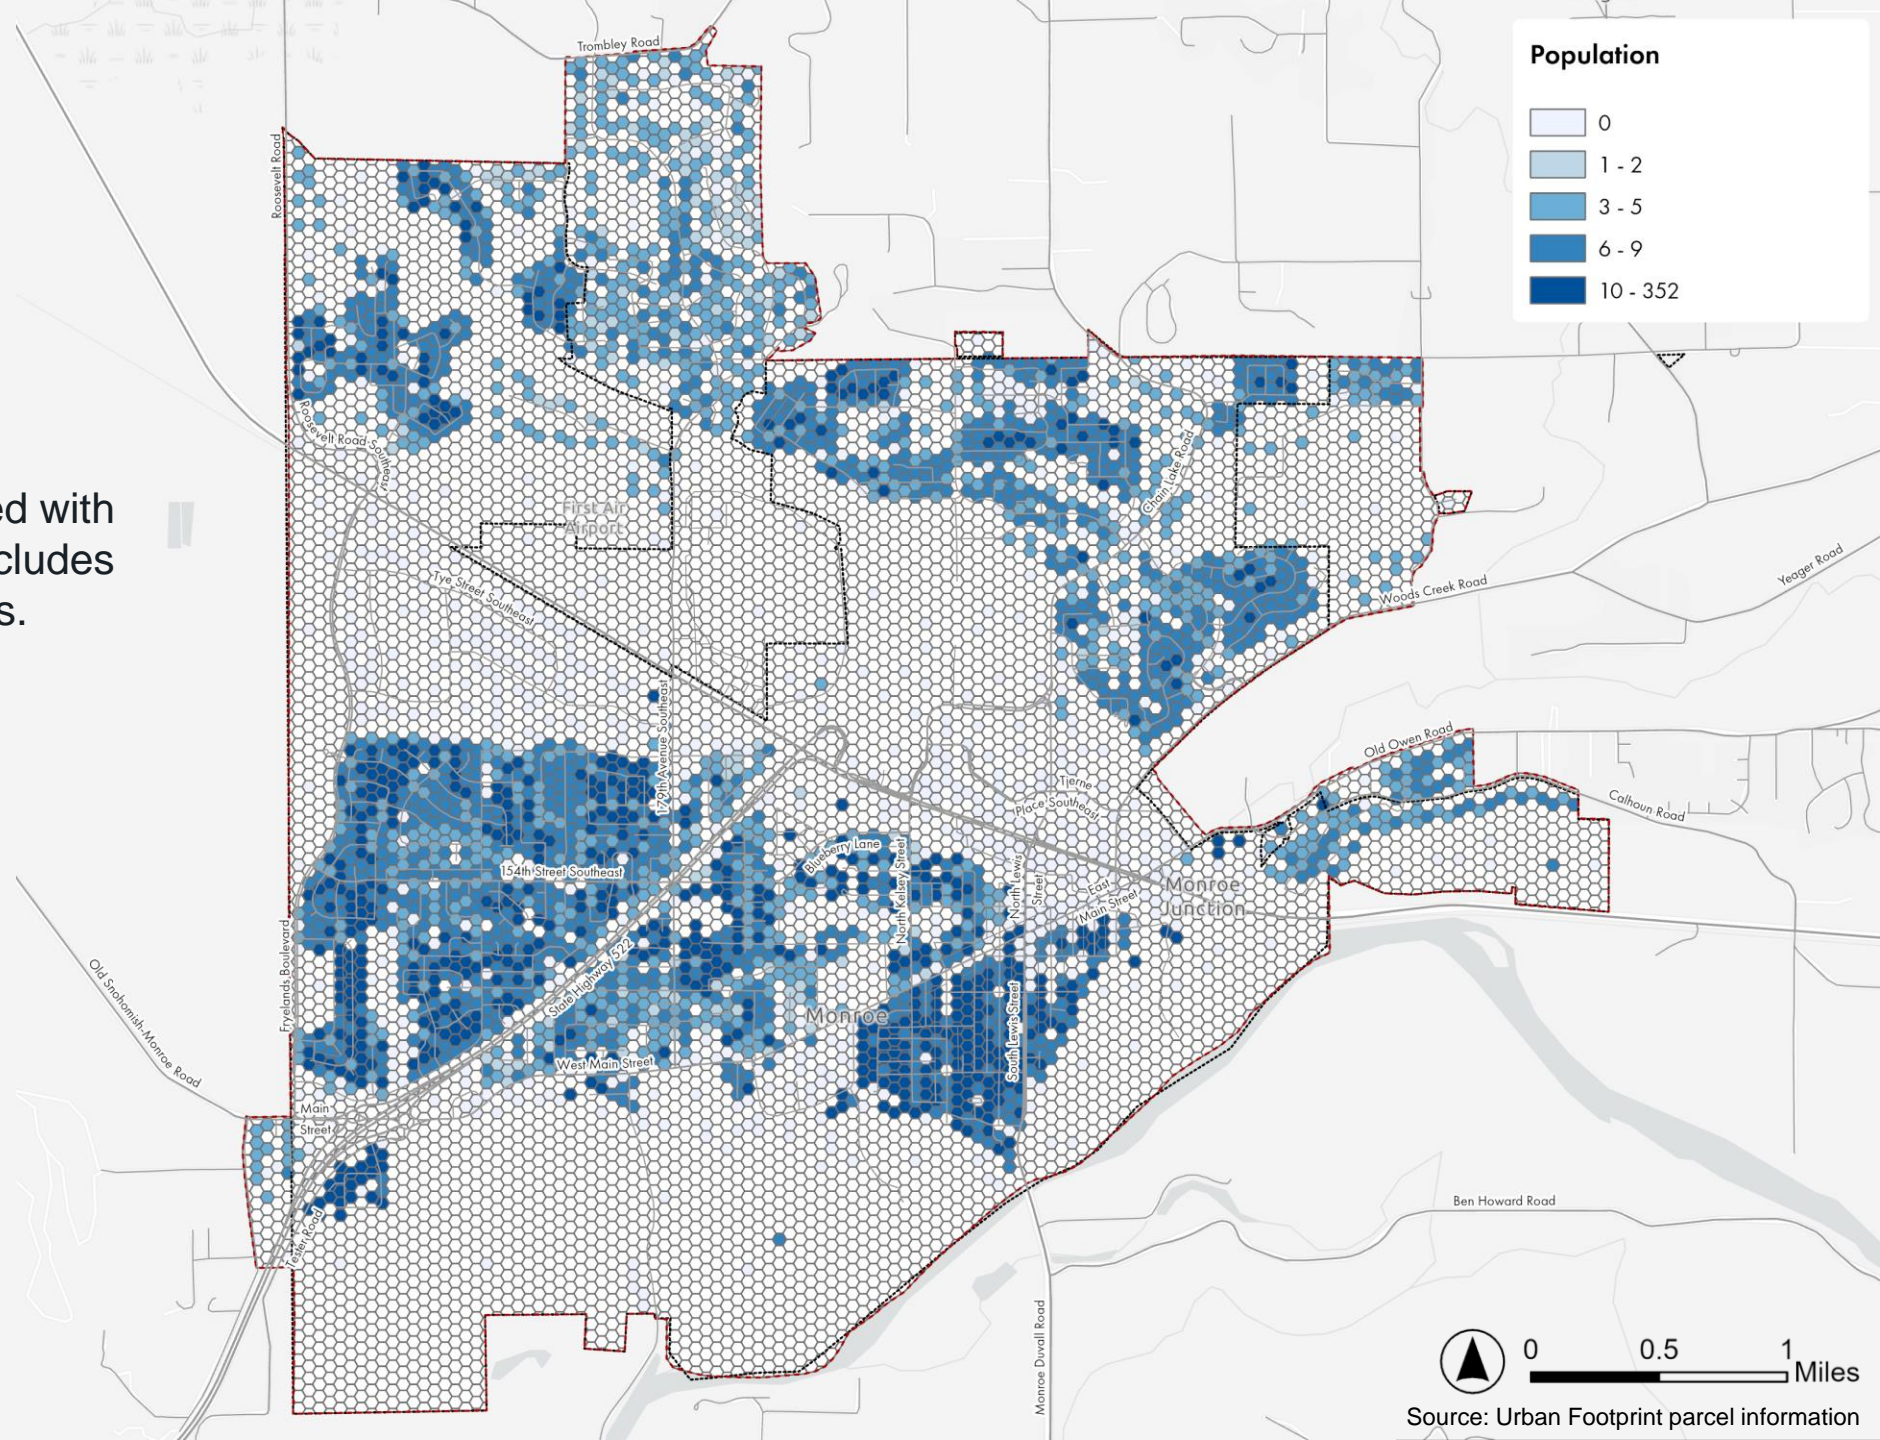 Trombley Road
Population
0
1 - 2
3 - 5
6 - 9
10 - 352
Roosevelt Road
Roosevelt Road Southeast
Chain Lake Road
ed with
cludes
s.
First Air
Airport
Tye Street Southeast
Woods Creek Road
Yeager Road
179th Avenue Southeast
Old Owen Road
Tjerne
Place Southeast
Calhoun Road
Blueberry Lane
154th Street Southeast
North Kelsey Street
North Lewis
Street
East
Main Street
Monroe
Junction
State Highway 522
Fryelands Boulevard
Old Snohomish-Monroe Road
Monroe
South Lewis Street
West Main Street
Main
Street
Tester Road
Ben Howard Road
Monroe Duvall Road
0 0.5 1
Miles
Source: Urban Footprint parcel information